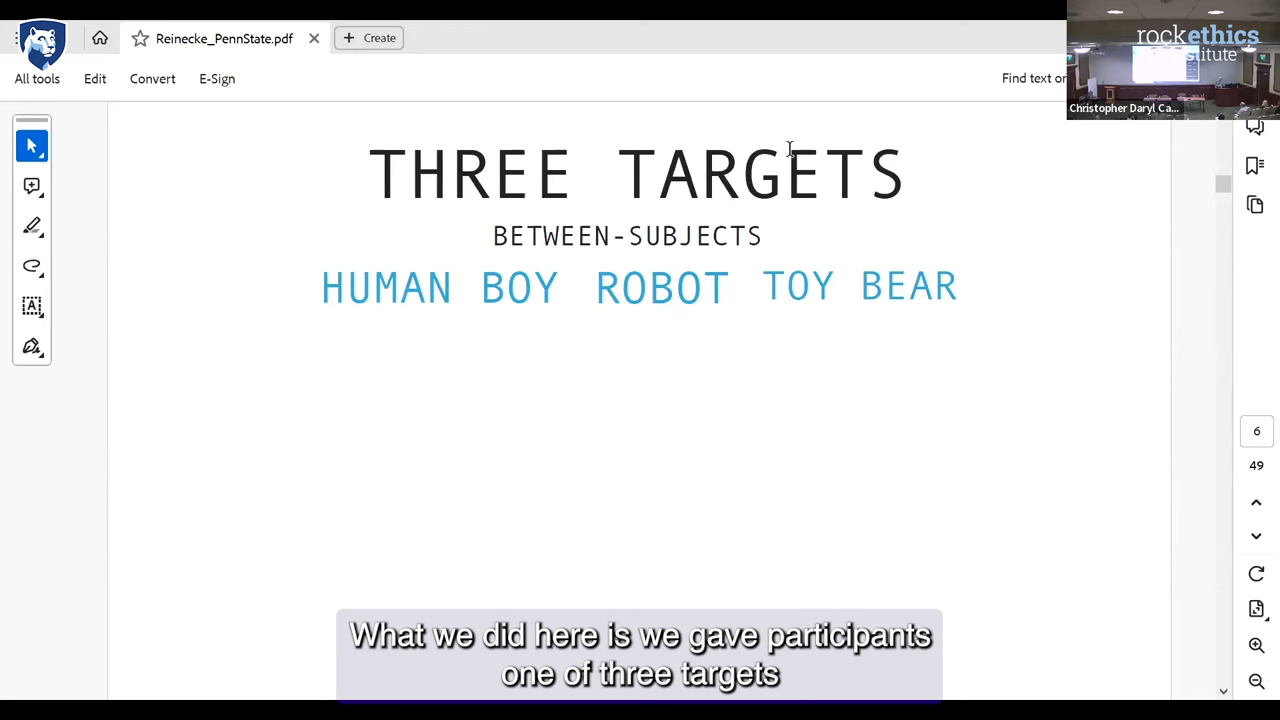 Reinecke_PennState.pdf
Create
rockethics
institute
All tools
Edit
Convert
E-Sign
Find text or
Christopher Daryl Ca...
THREE TARGETS
BETWEEN-SUBJECTS
HUMAN BOY ROBOT TOY BEAR
6
49
What we did here is we gave participants
one of three targets